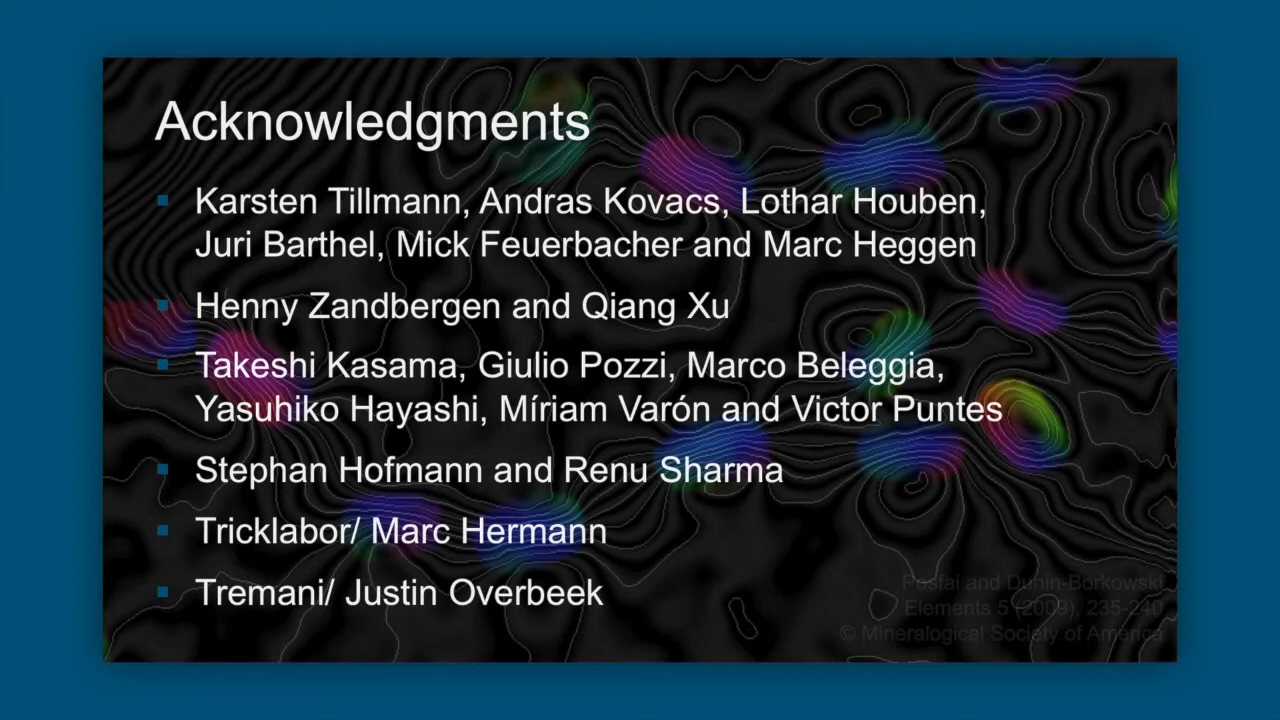 Acknowledgments
Karsten Tillmann, Andras Kovacs, Lothar Houben,
Juri Barthel, Mick Feuerbacher and Marc Heggen
Henny Zandbergen and Qiang Xu
Takeshi Kasama, Giulio Pozzi, Marco Beleggia,
Yasuhiko Hayashi, Míriam Varón and Victor Puntes
Stephan Hofmann and Renu Sharma
Tricklabor/ Marc Hermann
Tremani/ Justin Overbeek
Posfai and Dunin-Borkowski
Elements 5 (2009), 235-240
© Mineralogical Society of America